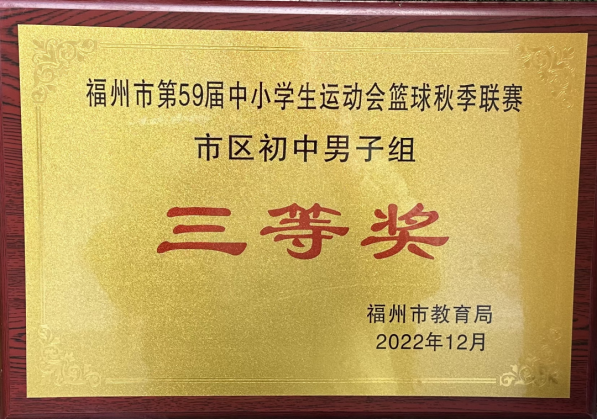 福州市第59届中小学生运动会篮球秋季联赛
市区初中男子组
三等奖
福州市教育局
2022年12月